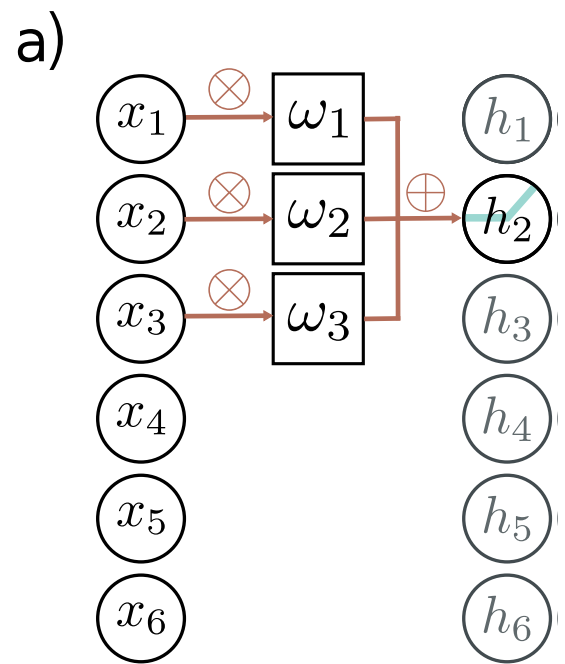 a)
x₁ ⊗ ω₁ h₁
x₂ ⊗ ω₂ ⊕ h₂
x₃ ⊗ ω₃ h₃
x₄ h₄
x₅ h₅
x₆ h₆